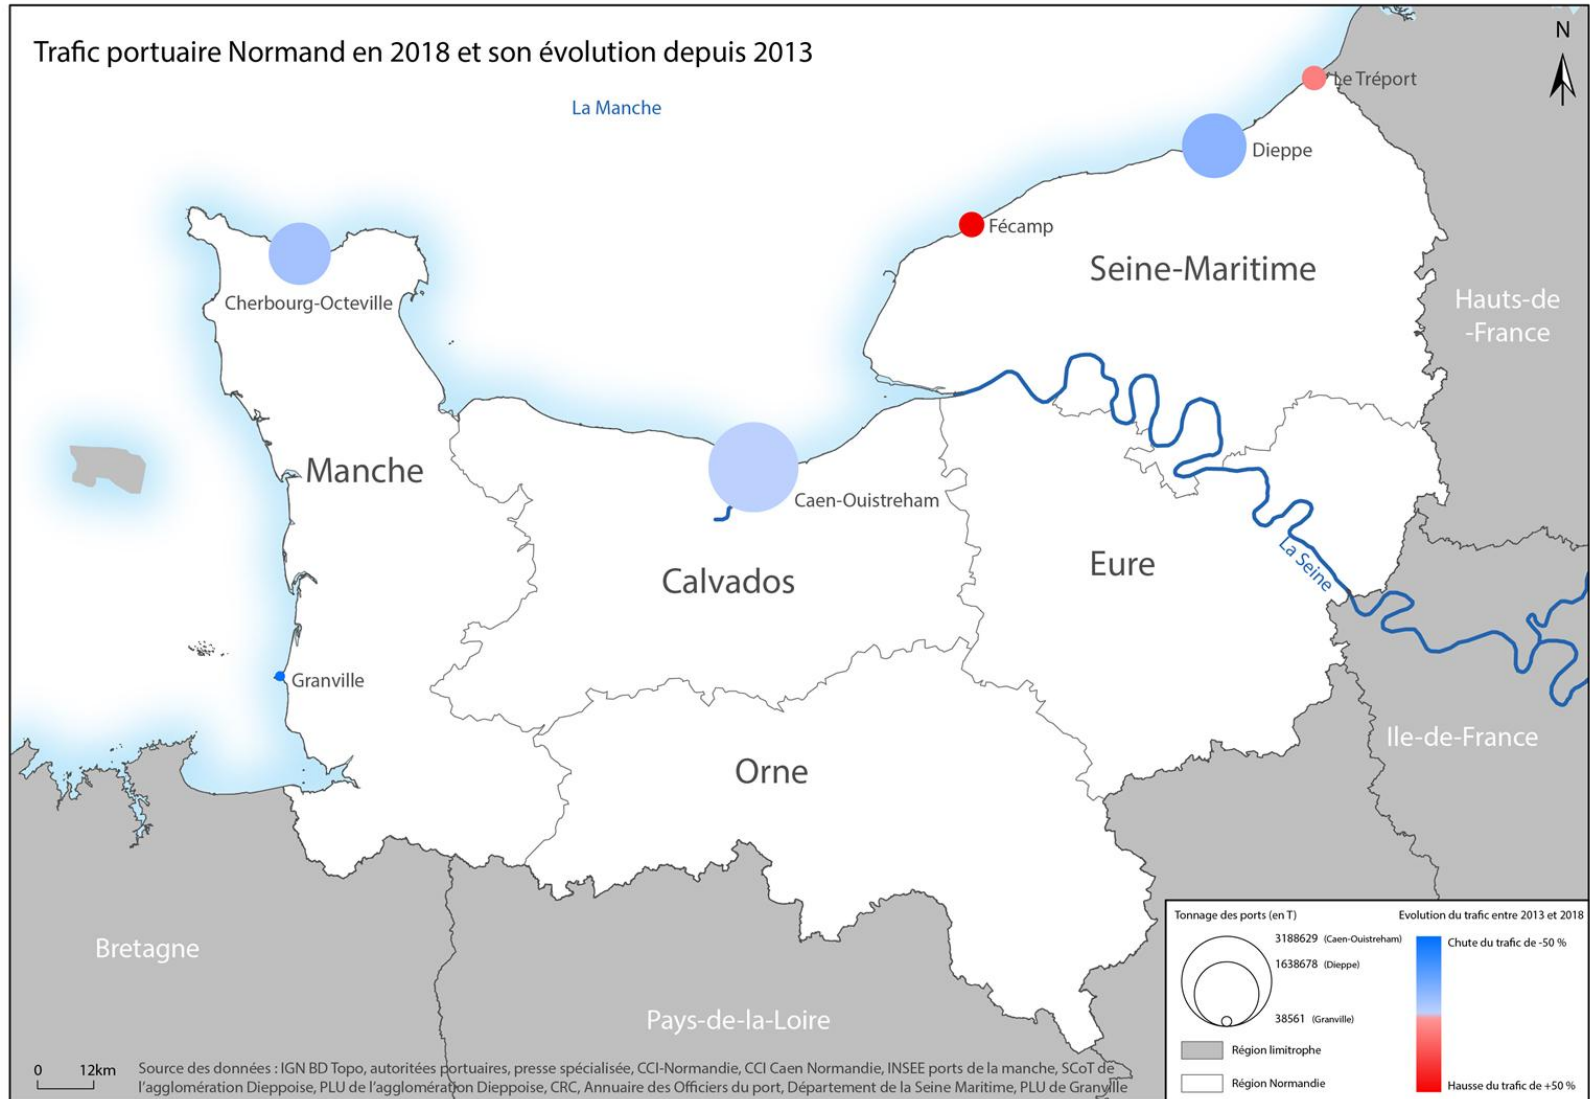 Trafic portuaire Normand en 2018 et son évolution depuis 2013
N
La Manche
Le Tréport
Dieppe
Fécamp
Seine-Maritime
Cherbourg-Octeville
Hauts-de
-France
Manche
Caen-Ouistreham
Calvados
Eure
La Seine
Granville
Ile-de-France
Orne
Bretagne
Pays-de-la-Loire
Tonnage des ports (en T)
3188629 (Caen-Ouistreham)
1638678 (Dieppe)
38561 (Granville)
Région limitrophe
Région Normandie
Evolution du trafic entre 2013 et 2018
Chute du trafic de -50 %
Hausse du trafic de +50 %
0 12km
Source des données : IGN BD Topo, autoritées portuaires, presse spécialisée, CCI-Normandie, CCI Caen Normandie, INSEE ports de la manche, SCoT de
l'agglomération Dieppoise, PLU de l'agglomération Dieppoise, CRC, Annuaire des Officiers du port, Département de la Seine Maritime, PLU de Granville